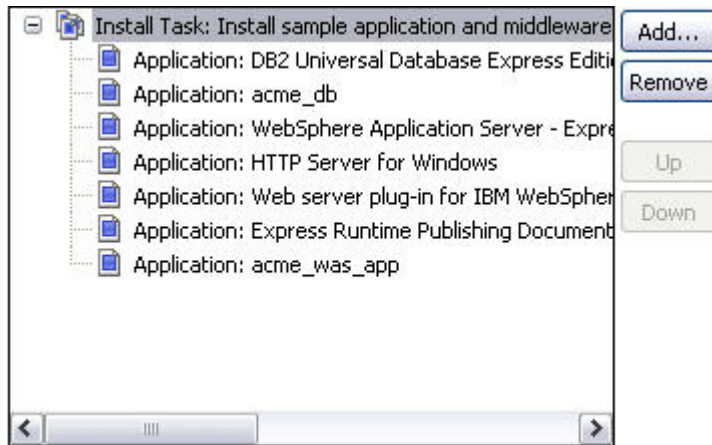 Install Task: Install sample application and middleware
Application: DB2 Universal Database Express Editi
Application: acme_db
Application: WebSphere Application Server - Expre
Application: HTTP Server for Windows
Application: Web server plug-in for IBM WebSpher
Application: Express Runtime Publishing Document
Application: acme_was_app
Add...
Remove
Up
Down